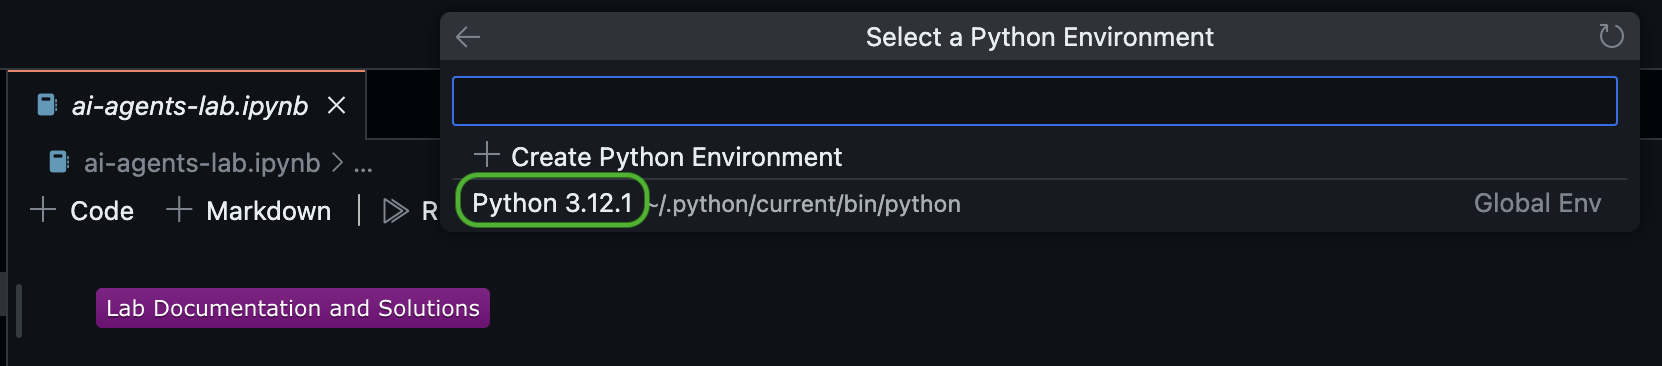 Select a Python Environment
ai-agents-lab.ipynb
ai-agents-lab.ipynb > ...
Create Python Environment
Python 3.12.1 ~/.python/current/bin/python Global Env
+ Code + Markdown R
Lab Documentation and Solutions